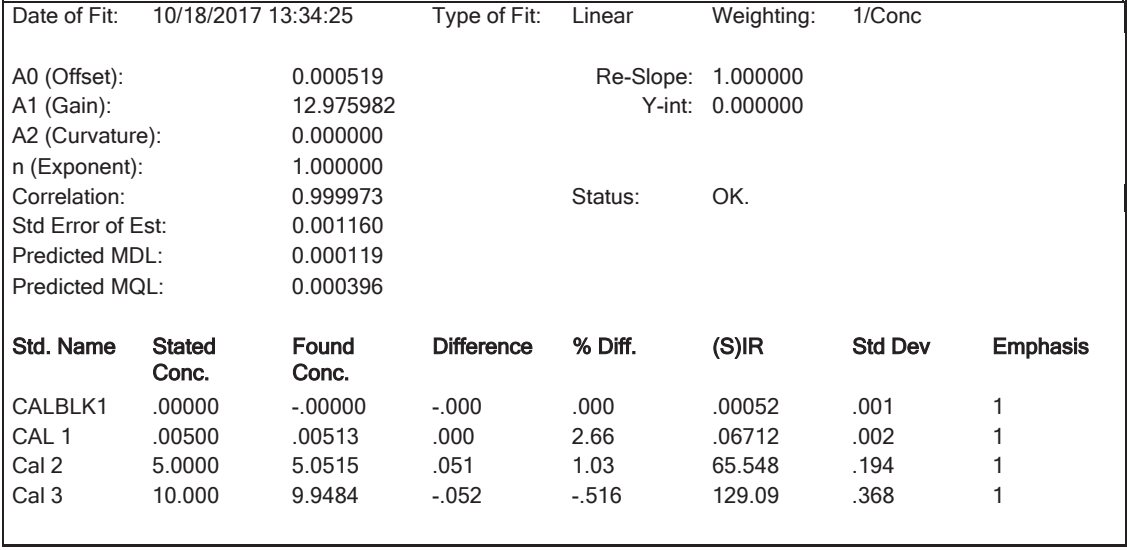 Date of Fit: 10/18/2017 13:34:25 Type of Fit: Linear Weighting: 1/Conc
A0 (Offset): 0.000519 Re-Slope: 1.000000
A1 (Gain): 12.975982 Y-int: 0.000000
A2 (Curvature): 0.000000
n (Exponent): 1.000000
Correlation: 0.999973 Status: OK.
Std Error of Est: 0.001160
Predicted MDL: 0.000119
Predicted MQL: 0.000396
Std. Name Stated Found Difference % Diff. (S)IR Std Dev Emphasis
Conc. Conc.
CALBLK1 .00000 -.00000 -.000 .000 .00052 .001 1
CAL 1 .00500 .00513 .000 2.66 .06712 .002 1
Cal 2 5.0000 5.0515 .051 1.03 65.548 .194 1
Cal 3 10.000 9.9484 -.052 -.516 129.09 .368 1